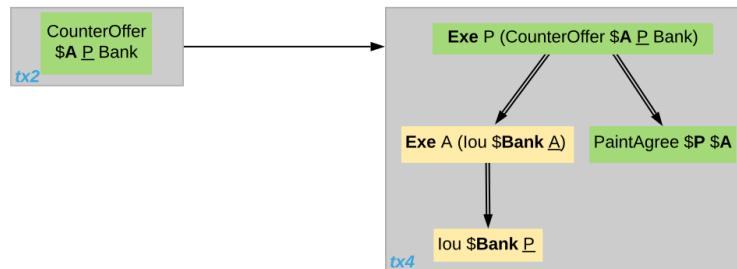 CounterOffer
$A P Bank
tx2
Exe P (CounterOffer $A P Bank)
Exe A (Iou $Bank A)
PaintAgree $P $A
Iou $Bank P
tx4